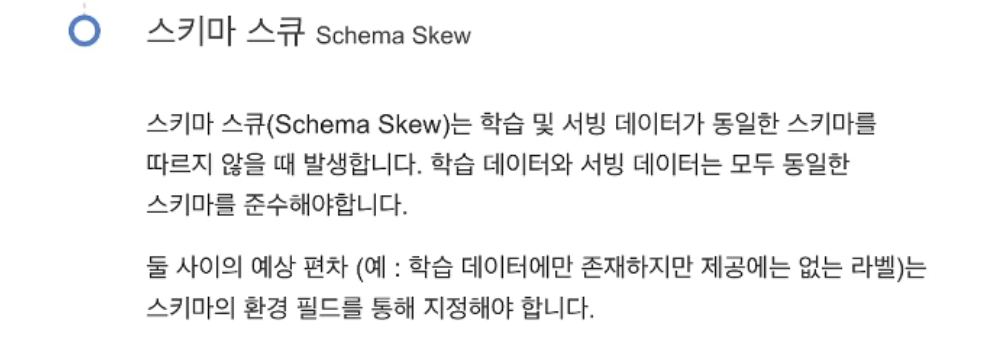 스키마 스큐 Schema Skew
스키마 스큐(Schema Skew)는 학습 및 서빙 데이터가 동일한 스키마를
따르지 않을 때 발생합니다. 학습 데이터와 서빙 데이터는 모두 동일한
스키마를 준수해야합니다.
둘 사이의 예상 편차 (예 : 학습 데이터에만 존재하지만 제공에는 없는 라벨)는
스키마의 환경 필드를 통해 지정해야 합니다.